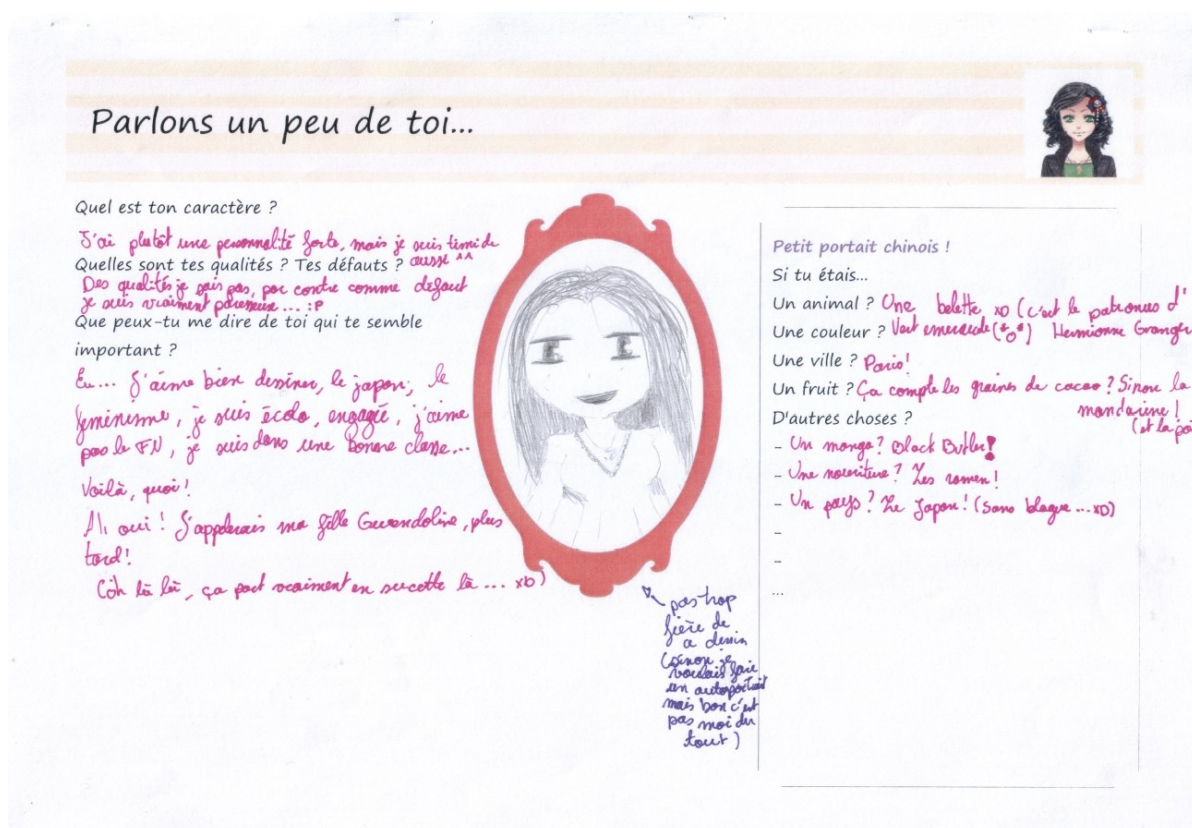 Parlons un peu de toi...
Quel est ton caractère ?
J'ai plutôt une personnalité forte, mais je suis timide
aussi ^^
Quelles sont tes qualités ? Tes défauts ?
Des qualités je sais pas, par contre comme défaut
je suis vraiment paresseuse... :P
Que peux-tu me dire de toi qui te semble
important ?
Eu... J'aime bien dessiner, le japon, le
feminisme, je suis écolo, engagée, j'aime
pas le FN, je suis dans une bonne classe...
Voilà, quoi!
Ah oui! J'appelerais ma fille Gwendoline, plus
tard!
(Oh là là, ça part vraiment en sucette là... xD)
pas trop
fière de
ce dessin
(sinon je
voulais faire
un autoportrait
mais bon c'est
pas moi du
tout)
Petit portait chinois !
Si tu étais...
Un animal ? Une belette xD (c'est le patronus d'
Hermionne Granger
Une couleur ? Vert emeraude (*o*)
Une ville ? Paris!
Un fruit ? Ça compte les graines de cacao? Sinon la
mandarine!
(et la
D'autres choses ?
- Un manga? Black Butler!
- Une nourriture? Les ramen!
- Un pays? Le Japon! (Sans blague...xD)
-
-
...